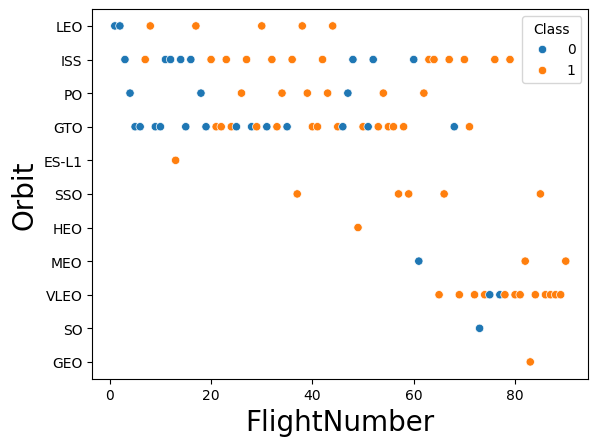 LEO
ISS
PO
GTO
ES-L1
SSO
HEO
MEO
VLEO
SO
GEO
Orbit
Class
0
1
0 20 40 60 80
FlightNumber